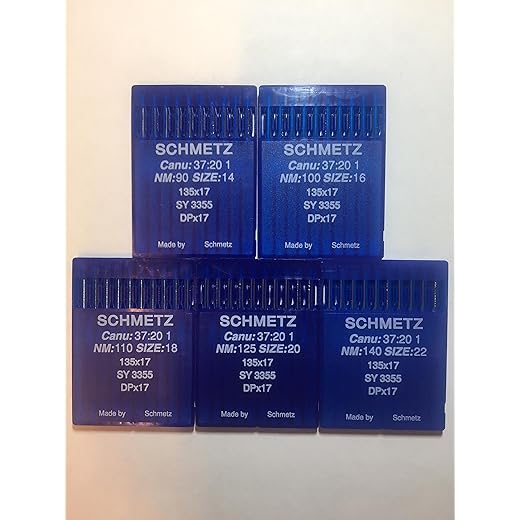 SCHMETZ
Canu: 37:20 1
NM:90 SIZE:14
135x17
SY 3355
DPx17
Made by Schmetz
SCHMETZ
Canu: 37:20 1
NM:100 SIZE:16
135x17
SY 3355
DPx17
Made by Schmetz
SCHMETZ
Canu: 37:20 1
NM:110 SIZE:18
135x17
SY 3355
DPx17
Made by Schmetz
SCHMETZ
Canu: 37:20 1
NM:125 SIZE:20
135x17
SY 3355
DPx17
Made by Schmetz
SCHMETZ
Canu: 37:20 1
NM:140 SIZE:22
135x17
SY 3355
DPx17
Made by Schmetz